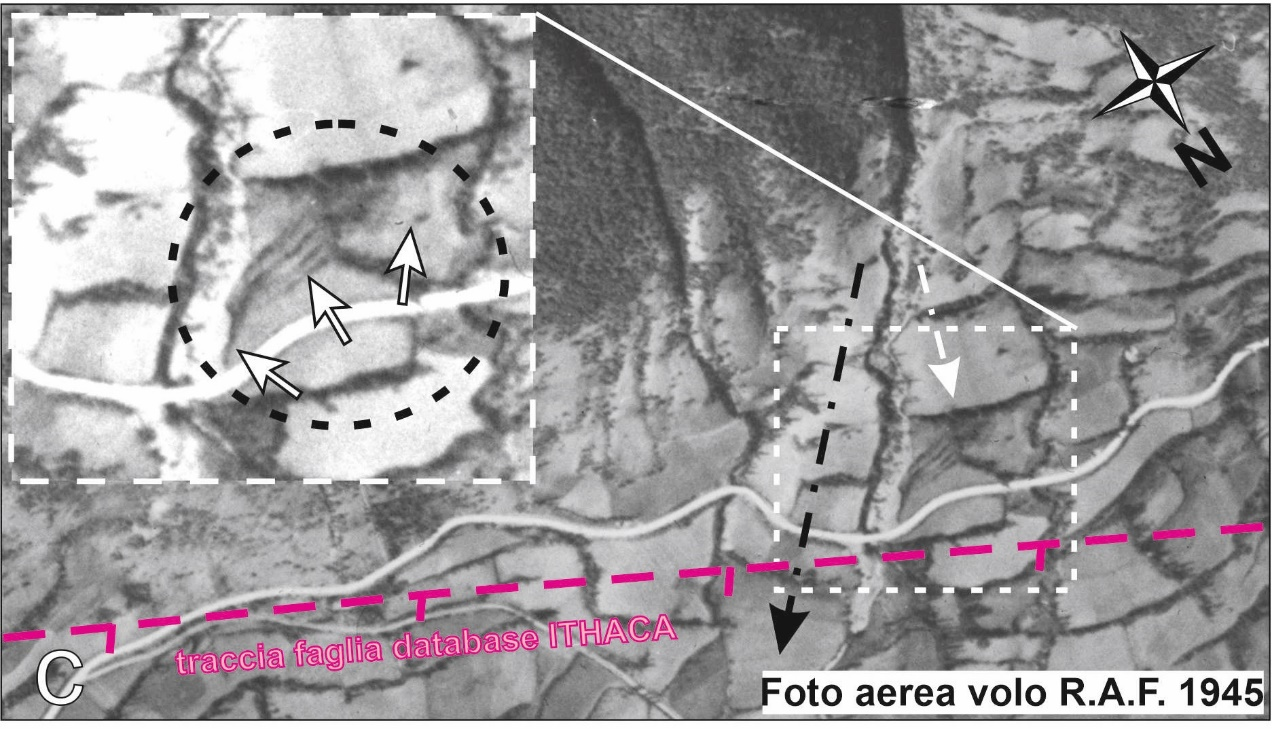 N
traccia faglia database ITHACA
C
Foto aerea volo R.A.F. 1945